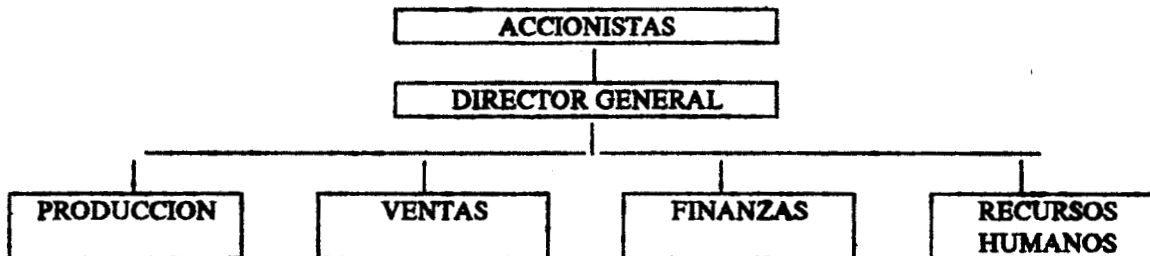 ACCIONISTAS
DIRECTOR GENERAL
PRODUCCION
VENTAS
FINANZAS
RECURSOS
HUMANOS